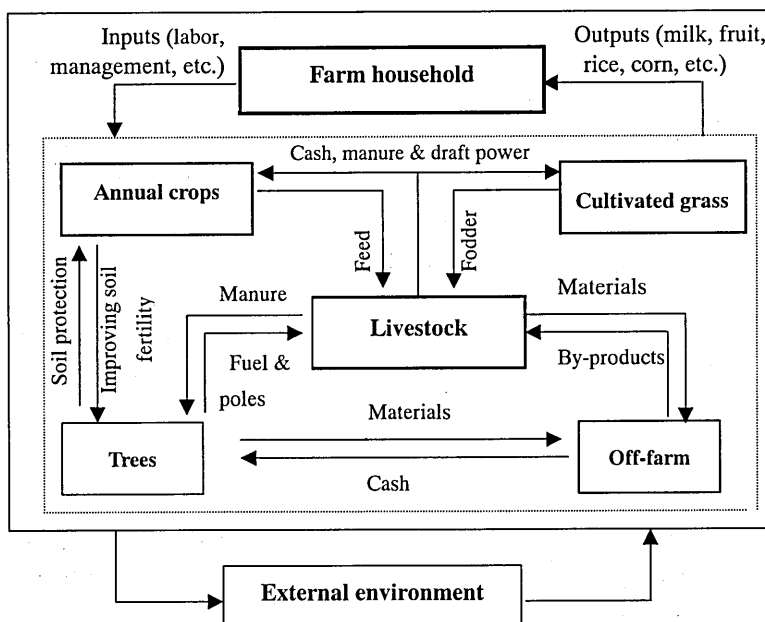 Inputs (labor,
management, etc.)
Farm household
Outputs (milk, fruit,
rice, corn, etc.)
Cash, manure & draft power
Annual crops
Cultivated grass
Feed
Fodder
Soil protection
Improving soil
fertility
Manure
Livestock
Materials
Fuel &
poles
By-products
Trees
Materials
Cash
Off-farm
External environment